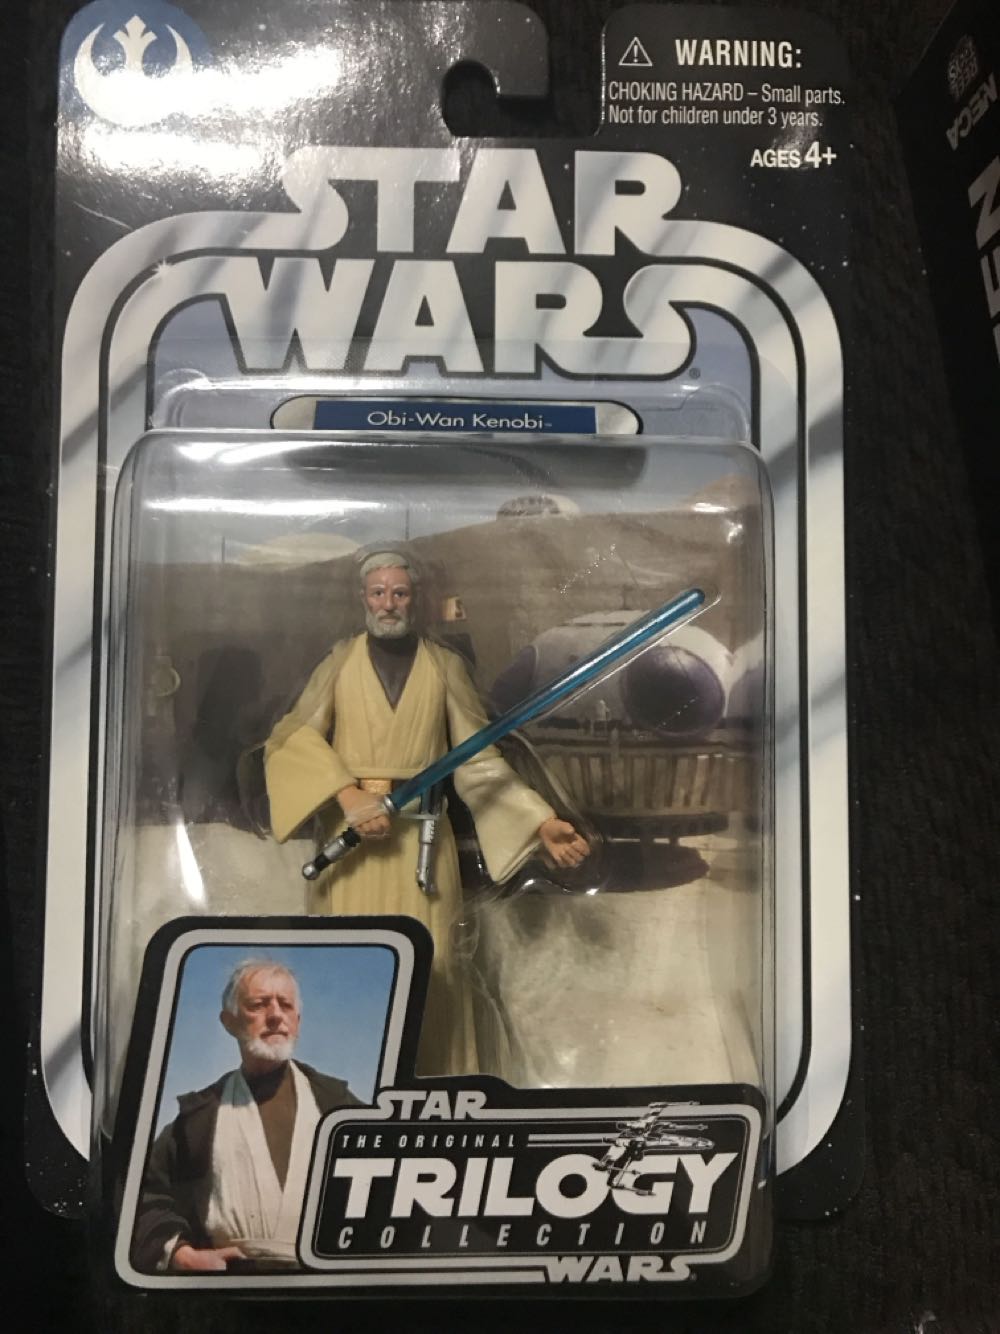 WARNING:
CHOKING HAZARD – Small parts.
Not for children under 3 years.
AGES 4+
STAR
WARS
Obi-Wan Kenobi
STAR
THE ORIGINAL
TRILOGY
COLLECTION
WARS
NECA